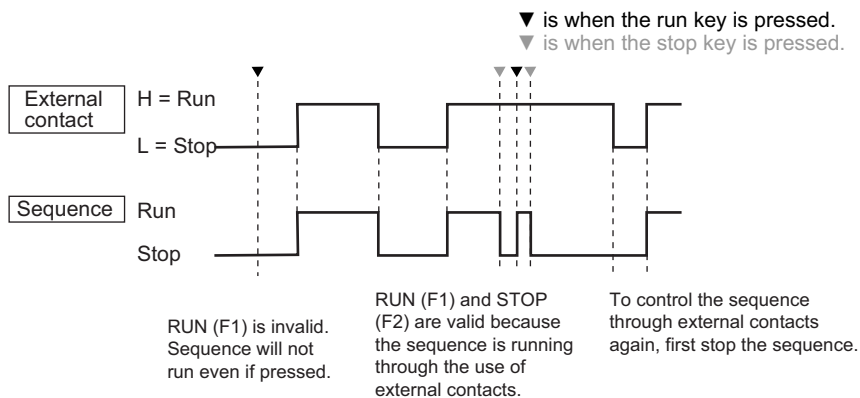 ▼ is when the run key is pressed.
▼ is when the stop key is pressed.
External
contact
H = Run
L = Stop
Sequence
Run
Stop
RUN (F1) is invalid.
Sequence will not
run even if pressed.
RUN (F1) and STOP
(F2) are valid because
the sequence is running
through the use of
external contacts.
To control the sequence
through external contacts
again, first stop the sequence.